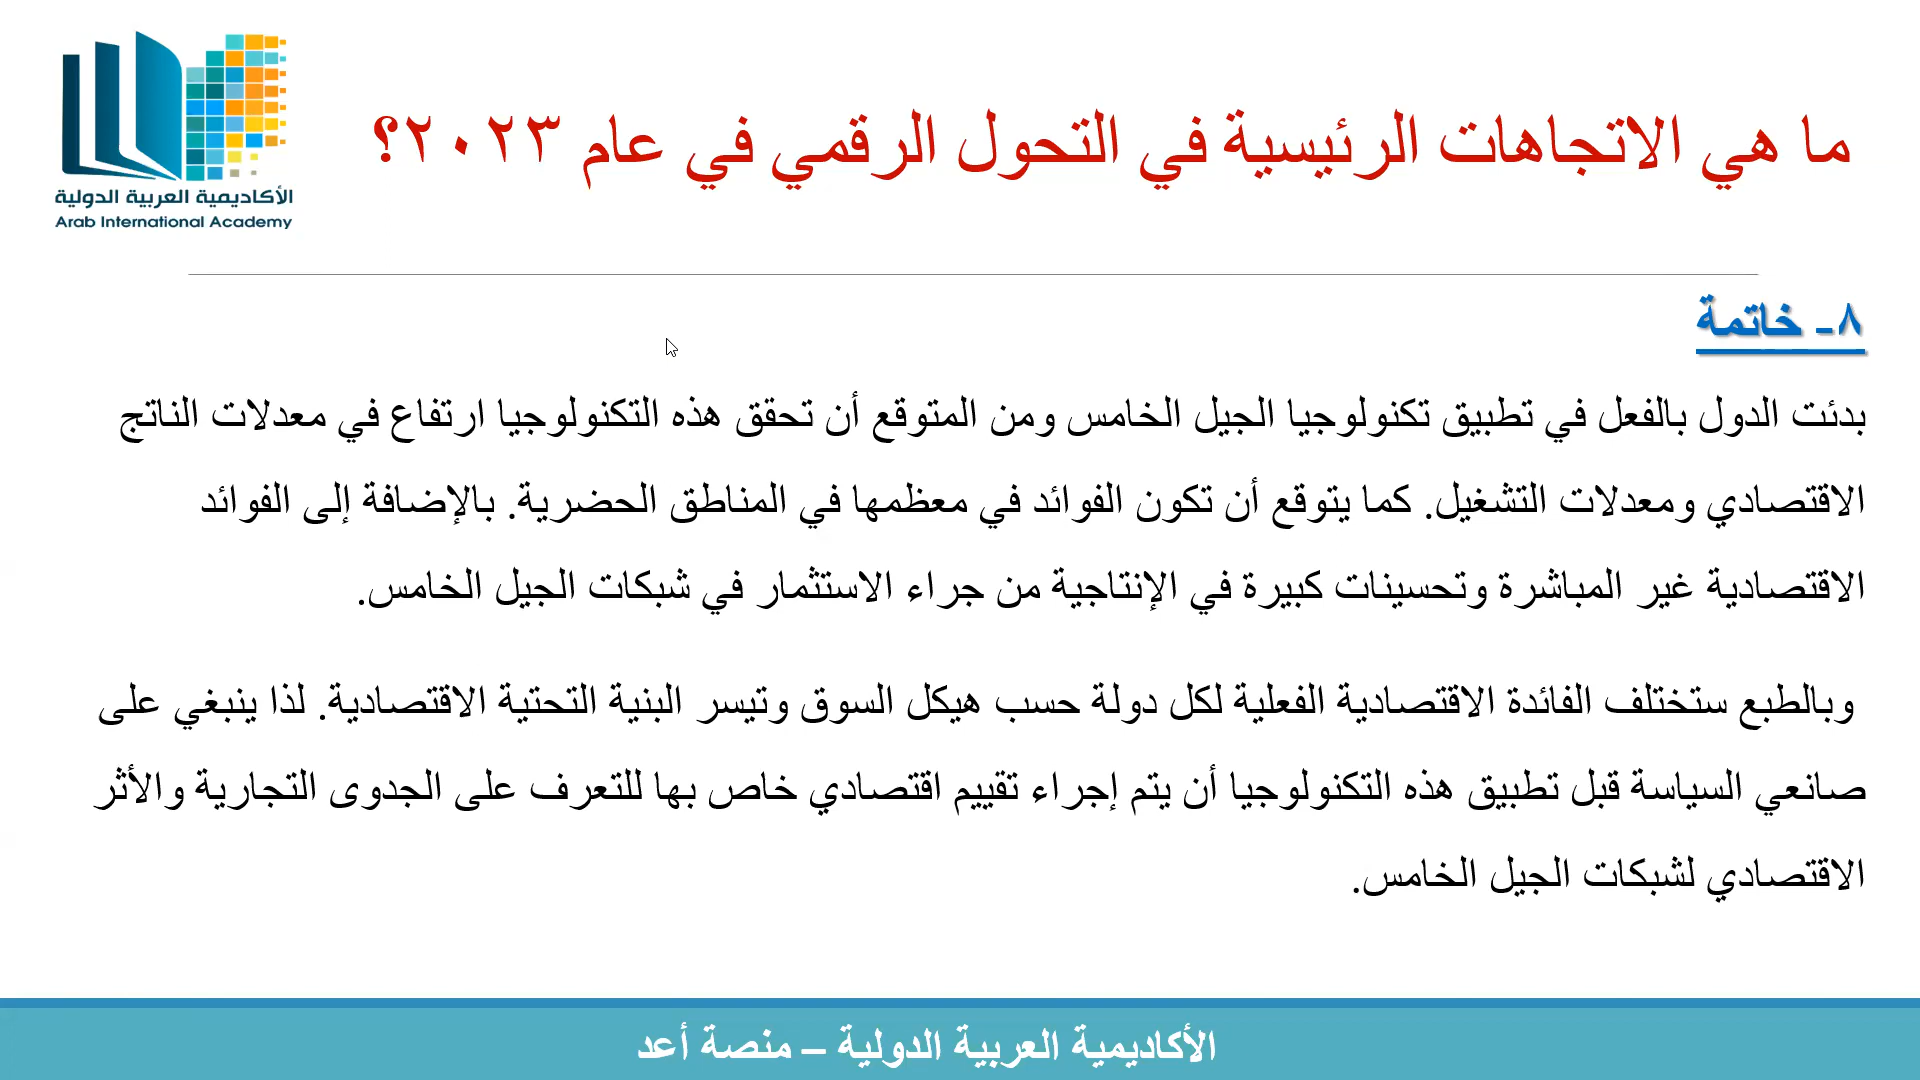 الأكاديمية العربية الدولية
Arab International Academy
ما هي الاتجاهات الرئيسية في التحول الرقمي في عام ٢٠٢٣؟
٨- خاتمة
بدئت الدول بالفعل في تطبيق تكنولوجيا الجيل الخامس ومن المتوقع أن تحقق هذه التكنولوجيا ارتفاع في معدلات الناتج
الاقتصادي ومعدلات التشغيل. كما يتوقع أن تكون الفوائد في معظمها في المناطق الحضرية. بالإضافة إلى الفوائد
الاقتصادية غير المباشرة وتحسينات كبيرة في الإنتاجية من جراء الاستثمار في شبكات الجيل الخامس.
وبالطبع ستختلف الفائدة الاقتصادية الفعلية لكل دولة حسب هيكل السوق وتيسر البنية التحتية الاقتصادية. لذا ينبغي على
صانعي السياسة قبل تطبيق هذه التكنولوجيا أن يتم إجراء تقييم اقتصادي خاص بها للتعرف على الجدوى التجارية والأثر
الاقتصادي لشبكات الجيل الخامس.
الأكاديمية العربية الدولية – منصة أعد